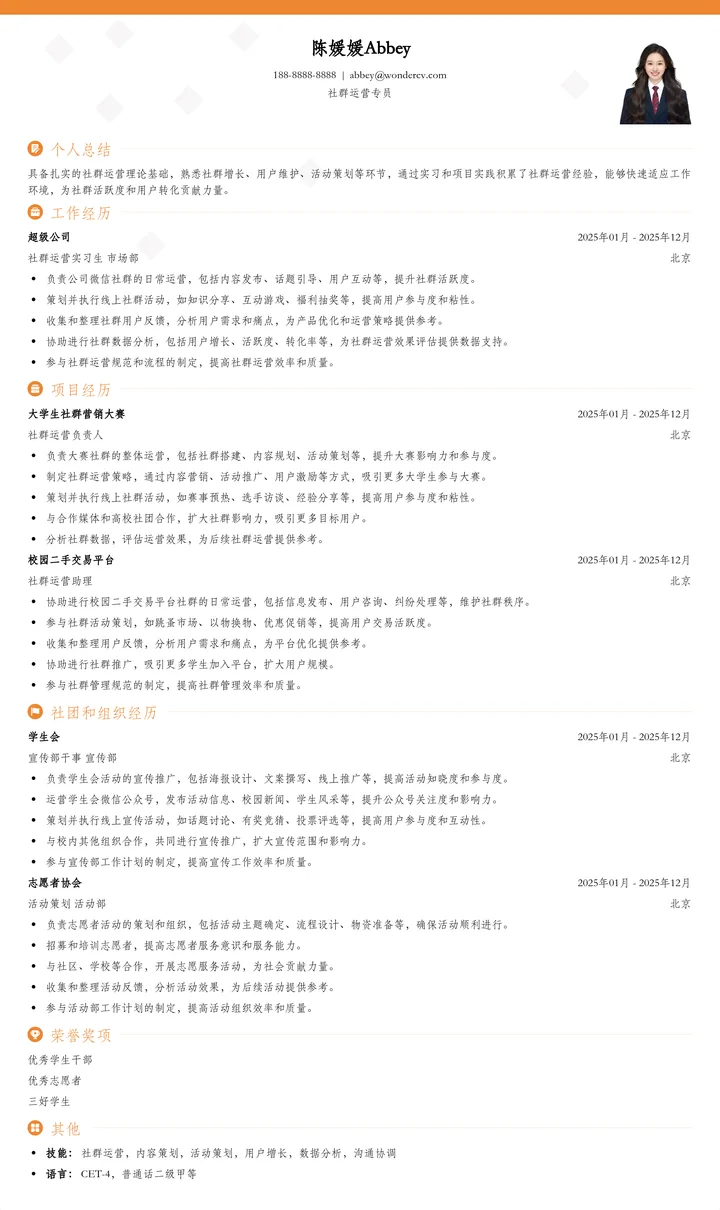 陈媛媛Abbey
188-8888-8888 | abbey@wondercv.com
社群运营专员
个人总结
具备扎实的社群运营理论基础，熟悉社群增长、用户维护、活动策划等环节，通过实习和项目实践积累了社群运营经验，能够快速适应工作
环境，为社群活跃度和用户转化贡献力量。
工作经历
超级公司 2025年01月 - 2025年12月
社群运营实习生 市场部 北京
• 负责公司微信社群的日常运营，包括内容发布、话题引导、用户互动等，提升社群活跃度。
• 策划并执行线上社群活动，如知识分享、互动游戏、福利抽奖等，提高用户参与度和粘性。
• 收集和整理社群用户反馈，分析用户需求和痛点，为产品优化和运营策略提供参考。
• 协助进行社群数据分析，包括用户增长、活跃度、转化率等，为社群运营效果评估提供数据支持。
• 参与社群运营规范和流程的制定，提高社群运营效率和质量。
项目经历
大学生社群营销大赛 2025年01月 - 2025年12月
社群运营负责人 北京
• 负责大赛社群的整体运营，包括社群搭建、内容规划、活动策划等，提升大赛影响力和参与度。
• 制定社群运营策略，通过内容营销、活动推广、用户激励等方式，吸引更多大学生参与大赛。
• 策划并执行线上社群活动，如赛事预热、选手访谈、经验分享等，提高用户参与度和粘性。
• 与合作媒体和高校社团合作，扩大社群影响力，吸引更多目标用户。
• 分析社群数据，评估运营效果，为后续社群运营提供参考。
校园二手交易平台 2025年01月 - 2025年12月
社群运营助理 北京
• 协助进行校园二手交易平台社群的日常运营，包括信息发布、用户咨询、纠纷处理等，维护社群秩序。
• 参与社群活动策划，如跳蚤市场、以物换物、优惠促销等，提高用户交易活跃度。
• 收集和整理用户反馈，分析用户需求和痛点，为平台优化提供参考。
• 协助进行社群推广，吸引更多学生加入平台，扩大用户规模。
• 参与社群管理规范的制定，提高社群管理效率和质量。
社团和组织经历
学生会 2025年01月 - 2025年12月
宣传部干事 宣传部 北京
• 负责学生会活动的宣传推广，包括海报设计、文案撰写、线上推广等，提高活动知晓度和参与度。
• 运营学生会微信公众号，发布活动信息、校园新闻、学生风采等，提升公众号关注度和影响力。
• 策划并执行线上宣传活动，如话题讨论、有奖竞猜、投票评选等，提高用户参与度和互动性。
• 与校内其他组织合作，共同进行宣传推广，扩大宣传范围和影响力。
• 参与宣传部工作计划的制定，提高宣传工作效率和质量。
志愿者协会 2025年01月 - 2025年12月
活动策划 活动部 北京
• 负责志愿者活动的策划和组织，包括活动主题确定、流程设计、物资准备等，确保活动顺利进行。
• 招募和培训志愿者，提高志愿者服务意识和服务能力。
• 与社区、学校等合作，开展志愿服务活动，为社会贡献力量。
• 收集和整理活动反馈，分析活动效果，为后续活动提供参考。
• 参与活动部工作计划的制定，提高活动组织效率和质量。
荣誉奖项
优秀学生干部
优秀志愿者
三好学生
其他
• 技能： 社群运营，内容策划，活动策划，用户增长，数据分析，沟通协调
• 语言： CET-4，普通话二级甲等